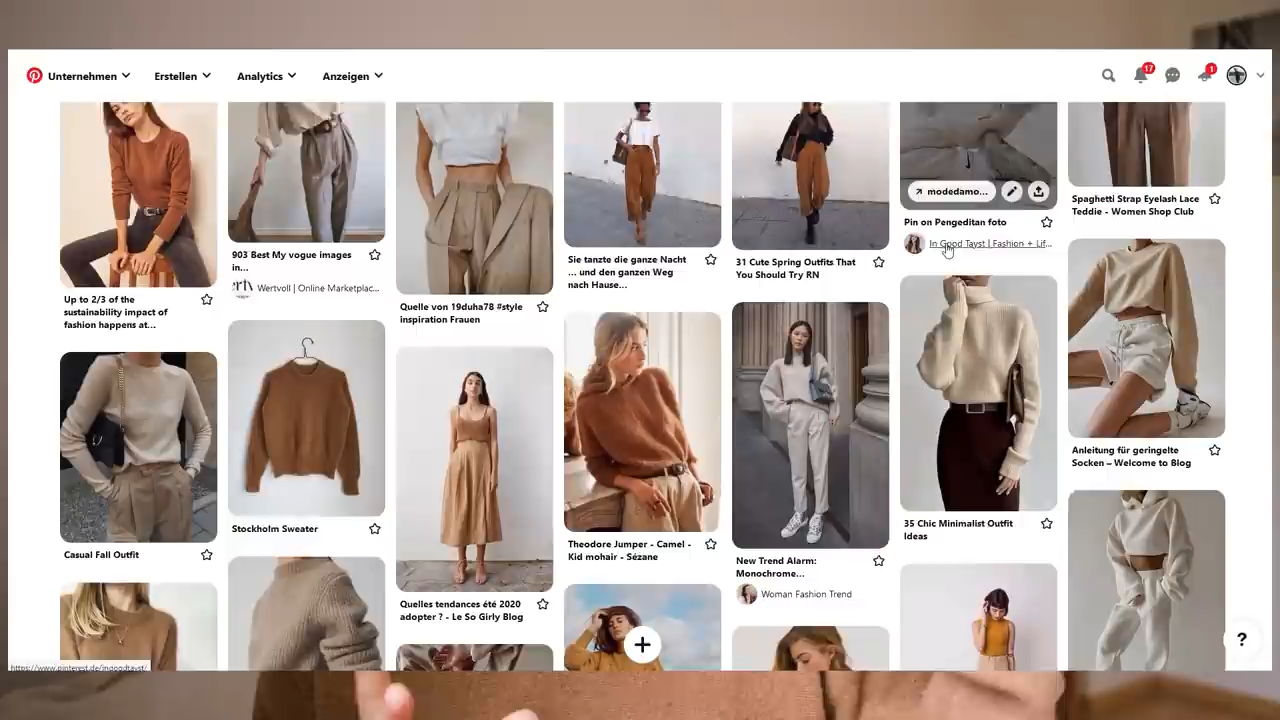 Unternehmen
Erstellen
Analytics
Anzeigen
17
1
Up to 2/3 of the
sustainability impact of
fashion happens at...
Casual Fall Outfit
903 Best My vogue images
in...
Wertvoll | Online Marketplac...
Stockholm Sweater
Quelle von 19duha78 #style
inspiration Frauen
Quelles tendances été 2020
adopter ? - Le So Girly Blog
Sie tanzte die ganze Nacht
... und den ganzen Weg
nach Hause...
Theodore Jumper - Camel -
Kid mohair - Sézane
31 Cute Spring Outfits That
You Should Try RN
New Trend Alarm:
Monochrome...
Woman Fashion Trend
modedamo...
Pin on Pengeditan foto
In Good Tayst | Fashion + Lif...
35 Chic Minimalist Outfit
Ideas
Spaghetti Strap Eyelash Lace
Teddie - Women Shop Club
Anleitung für geringelte
Socken – Welcome to Blog
?
https://www.pinterest.de/ingoodtayst/